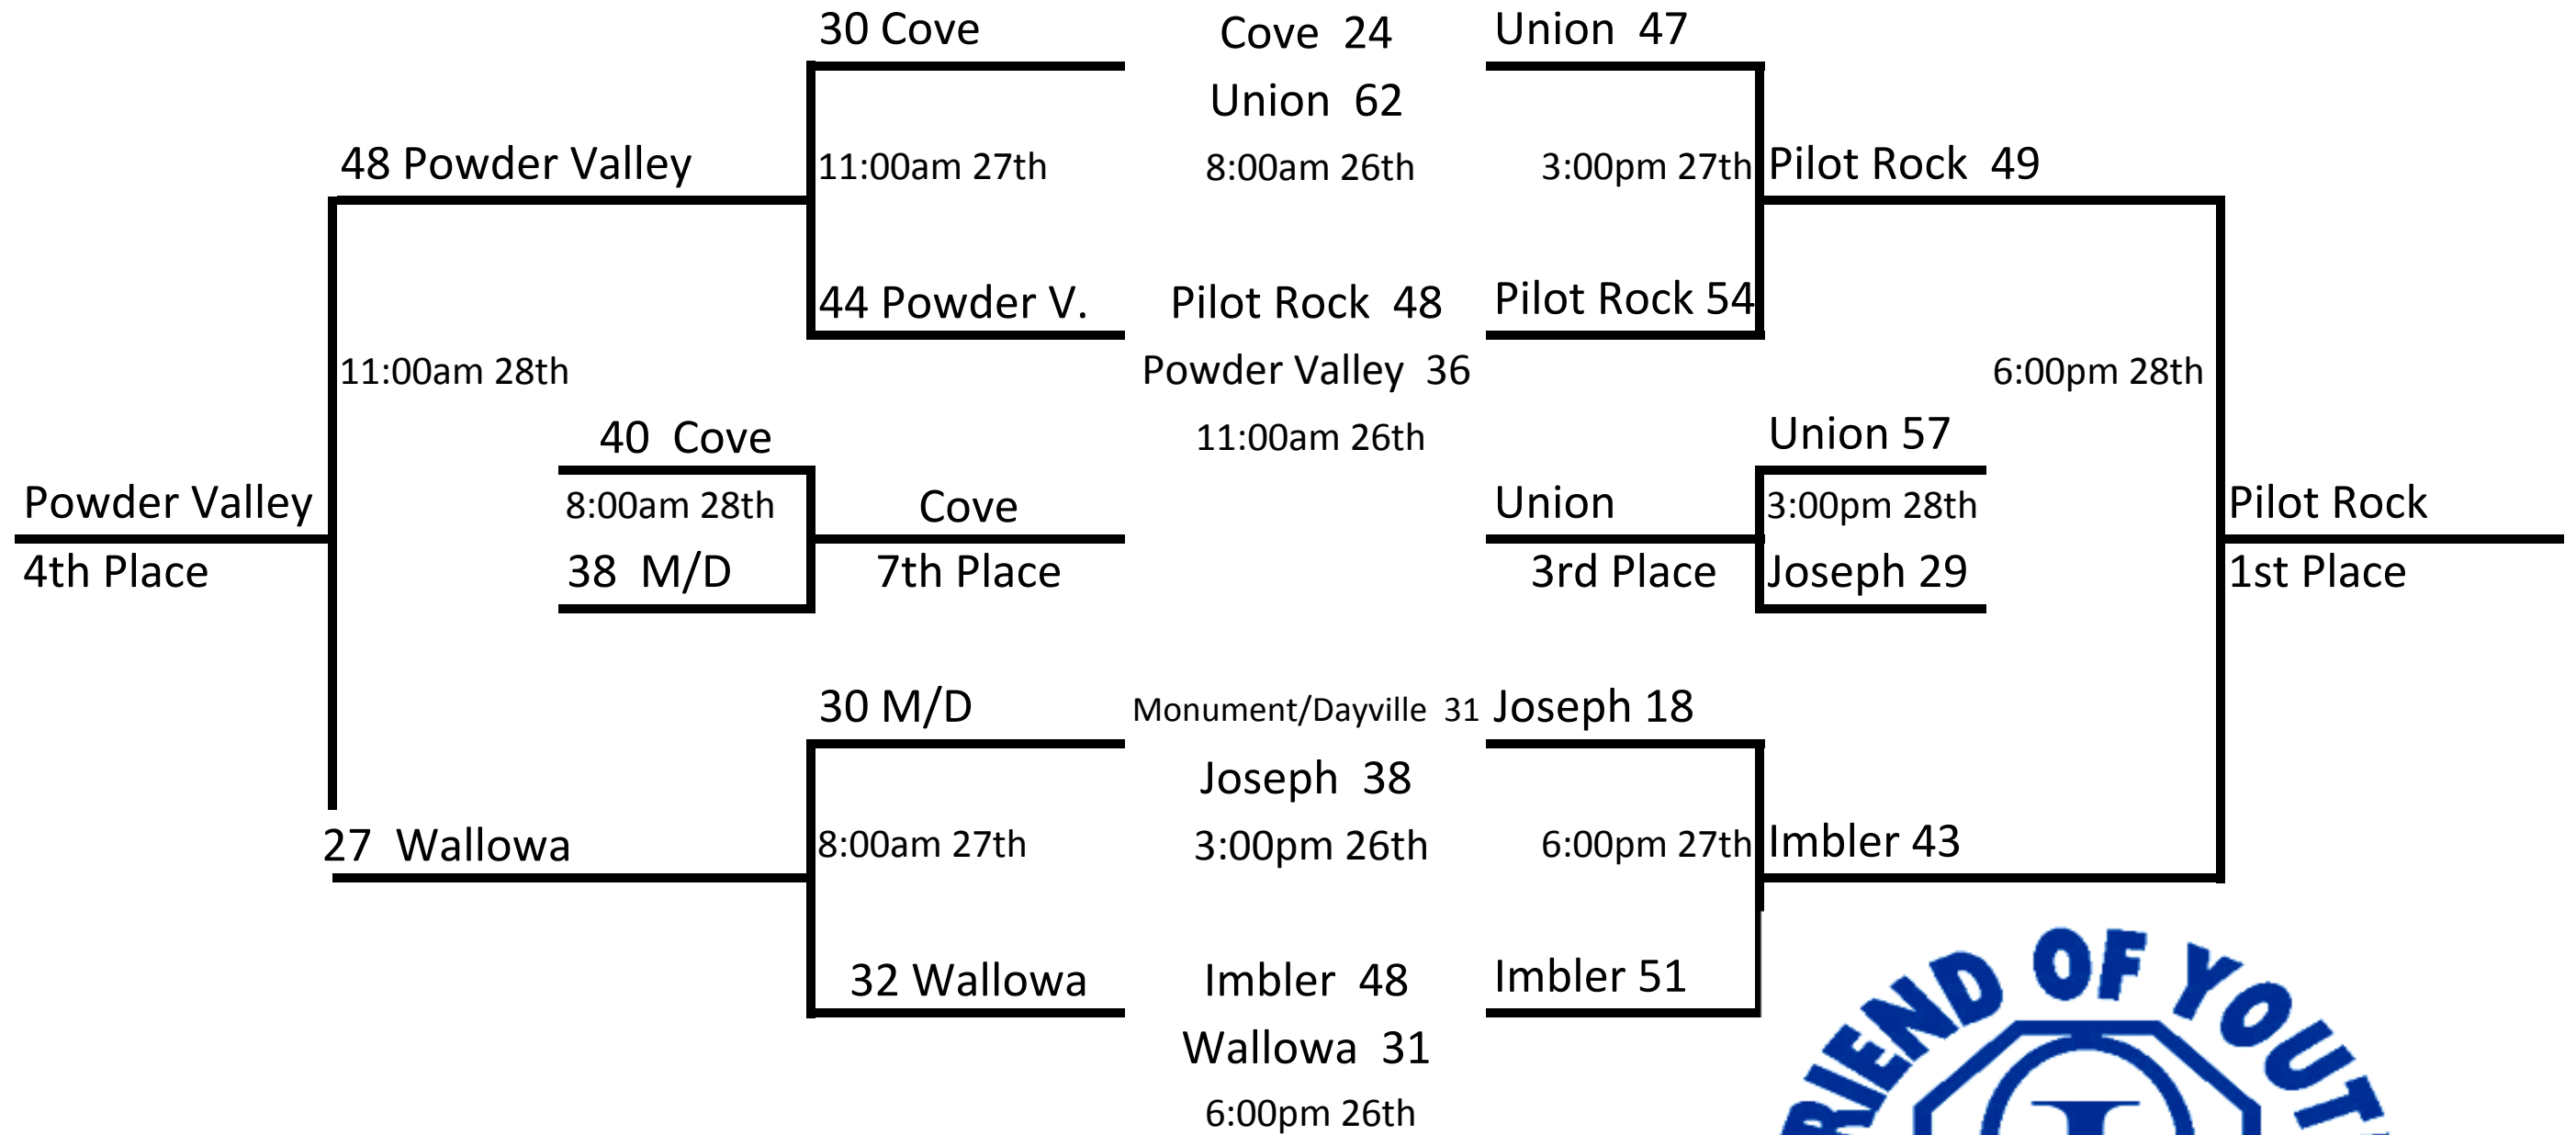 30 Cove
Cove 24
Union 47
Union 62
48 Powder Valley
11:00am 27th
8:00am 26th
3:00pm 27th
Pilot Rock 49
44 Powder V.
Pilot Rock 48
Pilot Rock 54
11:00am 28th
Powder Valley 36
6:00pm 28th
40 Cove
11:00am 26th
Union 57
Powder Valley
8:00am 28th
Cove
Union
3:00pm 28th
Pilot Rock
4th Place
38 M/D
7th Place
3rd Place
Joseph 29
1st Place
30 M/D
Monument/Dayville 31
Joseph 18
Joseph 38
27 Wallowa
8:00am 27th
3:00pm 26th
6:00pm 27th
Imbler 43
32 Wallowa
Imbler 48
Imbler 51
Wallowa 31
6:00pm 26th
RIEND OF YOUT